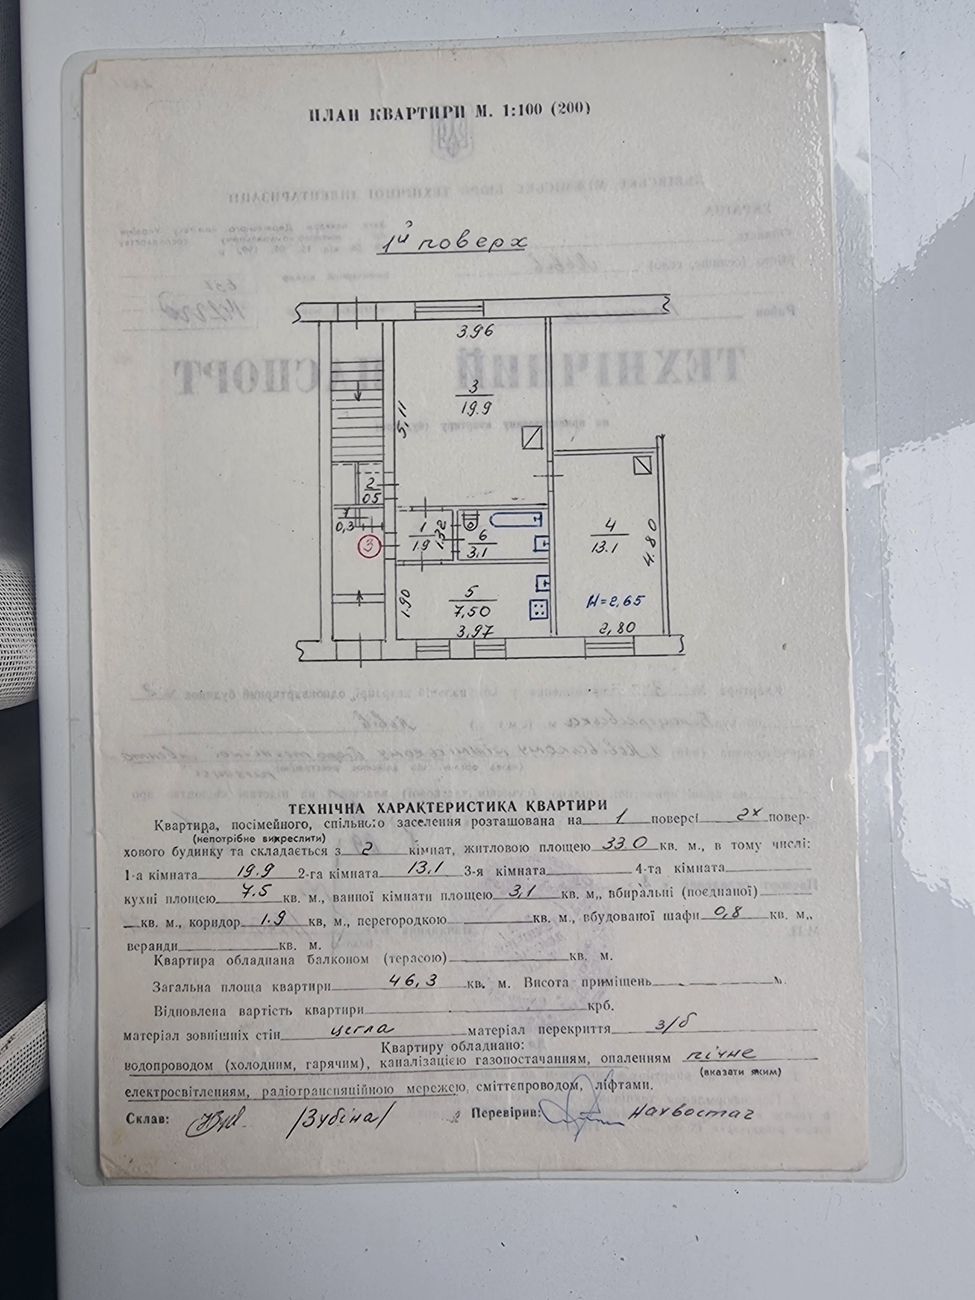 ПЛАН КВАРТИРИ М. 1:100 (200)
1й поверх
3.96
3
19.9
5,11
2
0.5
1
0,3
3
1
1.9
1.32
6
3.1
4
13.1
4.80
H=2,65
5
7,50
1.90
3,97
2,80
ТЕХНІЧНА ХАРАКТЕРИСТИКА КВАРТИРИ
Квартира, посімейного, спільного заселення розташована на 1 поверсі 2х повер-
(непотрібне викреслити)
хового будинку та складається з 2 кімнат, житловою площею 33.0 кв. м., в тому числі:
1-а кімната 19.9 2-га кімната 13,1 3-я кімната 4-та кімната
кухні площею 7.5 кв. м., ванної кімнати площею 3,1 кв. м., вбиральні (поєднаної)
кв. м., коридор 1.9 кв, м., перегородкою кв. м., вбудованої шафи 0,8 кв. м,,
веранди кв. м.
Квартира обладнана балконом (терасою) кв. м.
Загальна площа квартири 46,3 кв. м. Висота приміщень м.
Відновлена вартість квартири крб.
матеріал зовнішніх стін цегла матеріал перекриття з/б
Квартиру обладнано:
водопроводом (холодним, гарячим), каналізацією газопостачанням, опаленням пічне
(вказати яким)
електросвітленням, радіотрансляційною мережею, сміттєпроводом, ліфтами.
Склав: /Зубіна/ Перевірив: Нахвостач